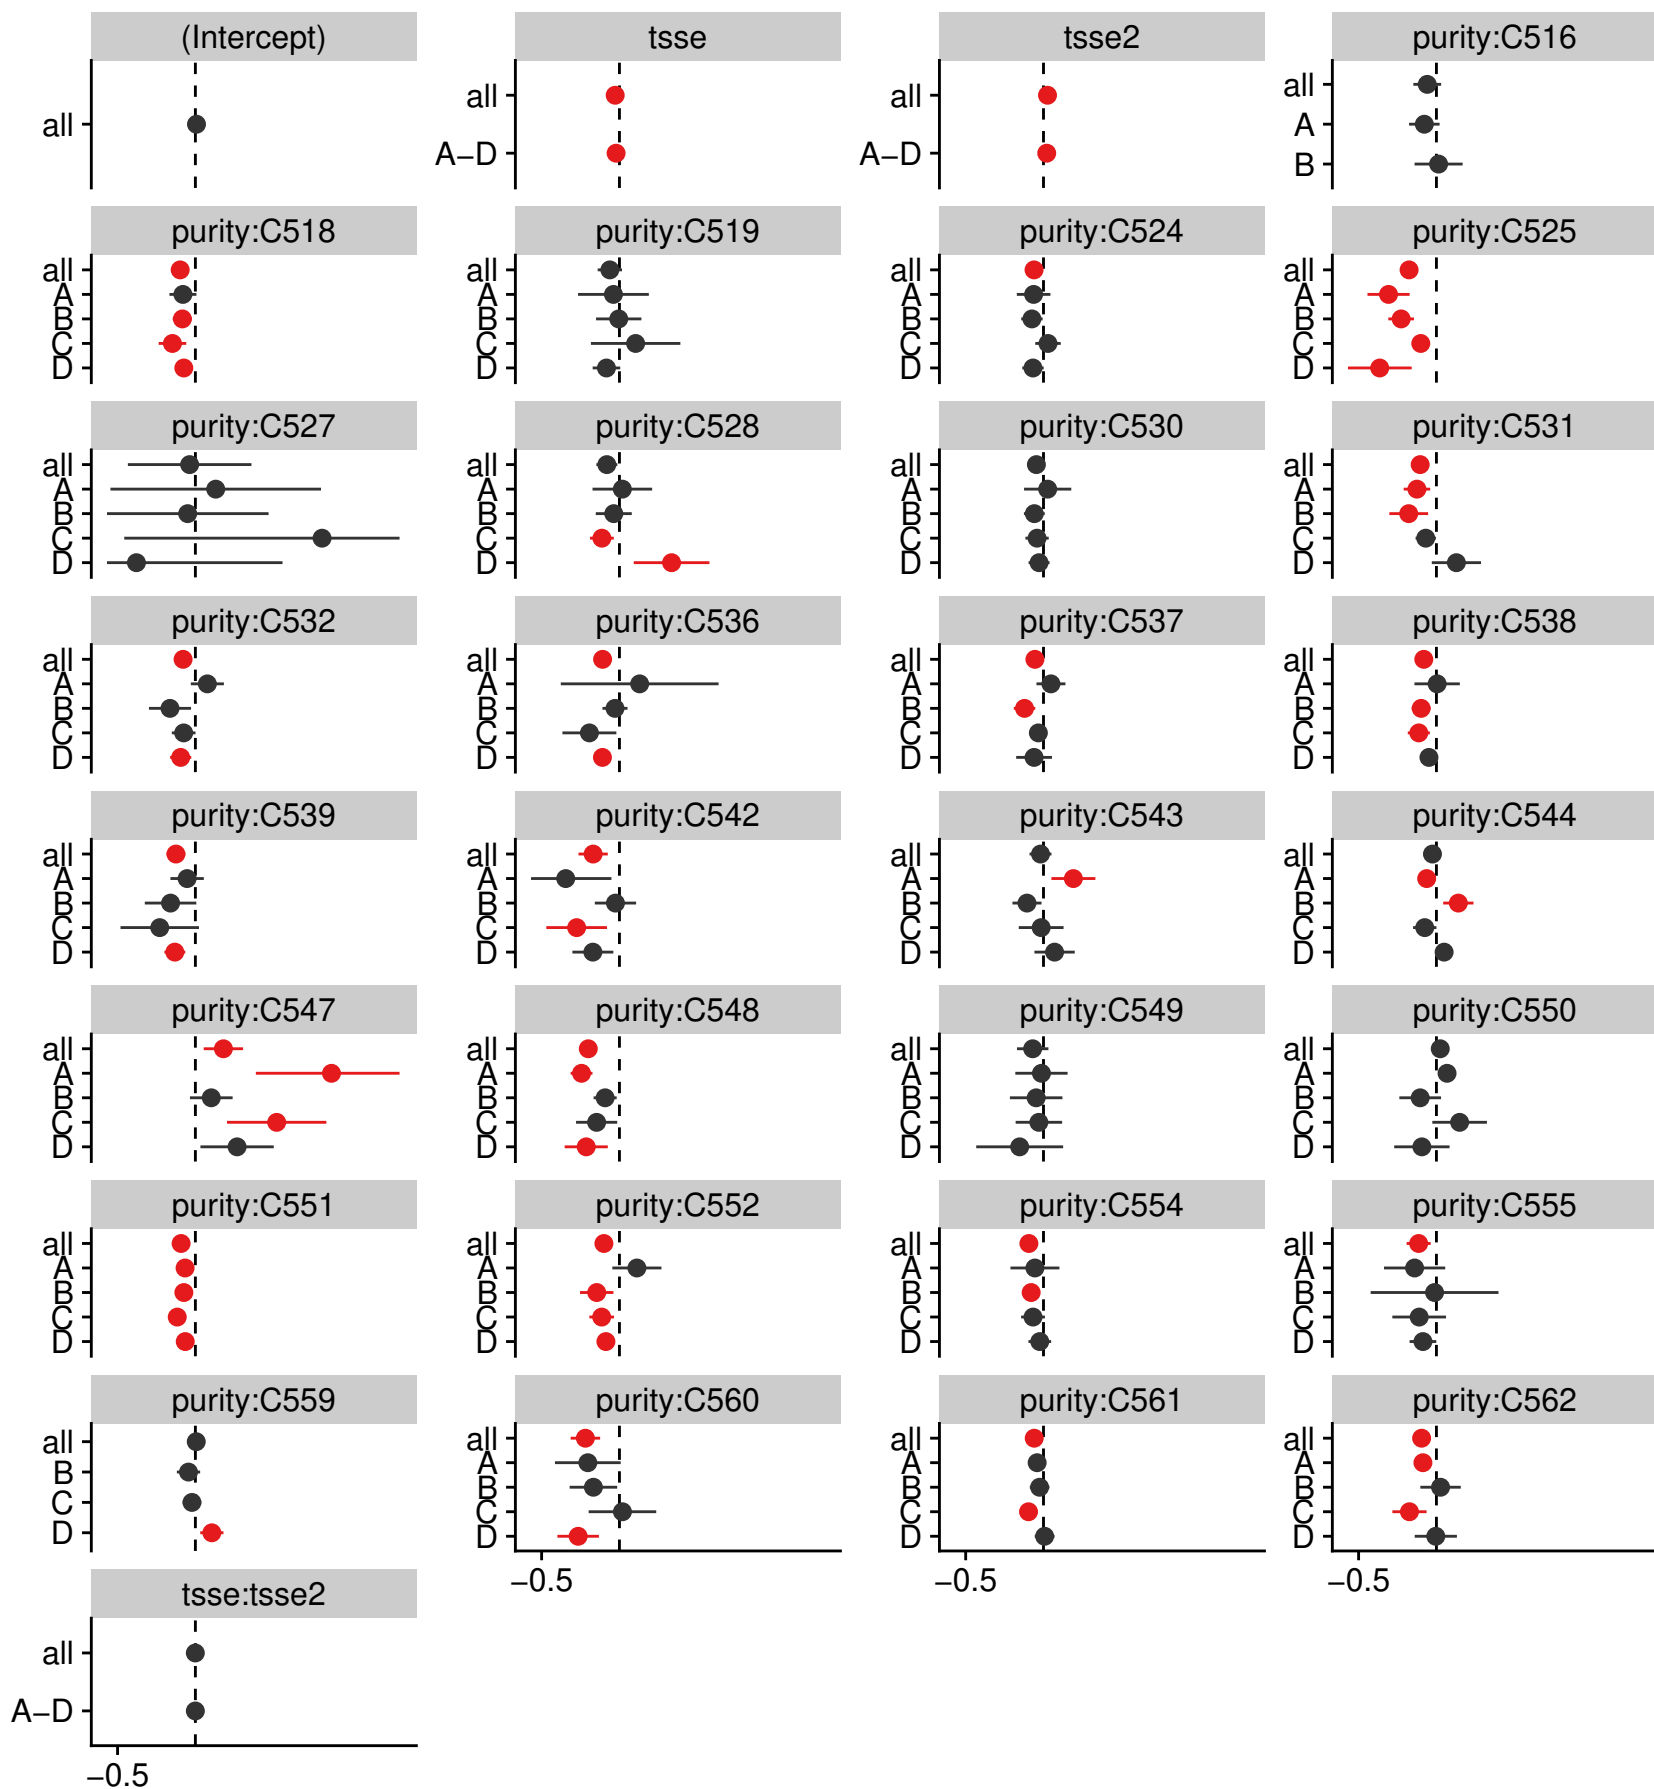 (Intercept) tsse tsse2 purity:C516
all
all
A−D
all
A−D
all
A
B
purity:C518 purity:C519 purity:C524 purity:C525
all all all all
A A A A
B B B B
C C C C
D D D D
purity:C527 purity:C528 purity:C530 purity:C531
all all all all
A A A A
B B B B
C C C C
D D D D
purity:C532 purity:C536 purity:C537 purity:C538
all all all all
A A A A
B B B B
C C C C
D D D D
purity:C539 purity:C542 purity:C543 purity:C544
all all all all
A A A A
B B B B
C C C C
D D D D
purity:C547 purity:C548 purity:C549 purity:C550
all all all all
A A A A
B B B B
C C C C
D D D D
purity:C551 purity:C552 purity:C554 purity:C555
all all all all
A A A A
B B B B
C C C C
D D D D
purity:C559 purity:C560 purity:C561 purity:C562
all all all all
B A A A
C B B B
D C C C
D D D
−0.5 −0.5 −0.5
tsse:tsse2
all
A−D
−0.5